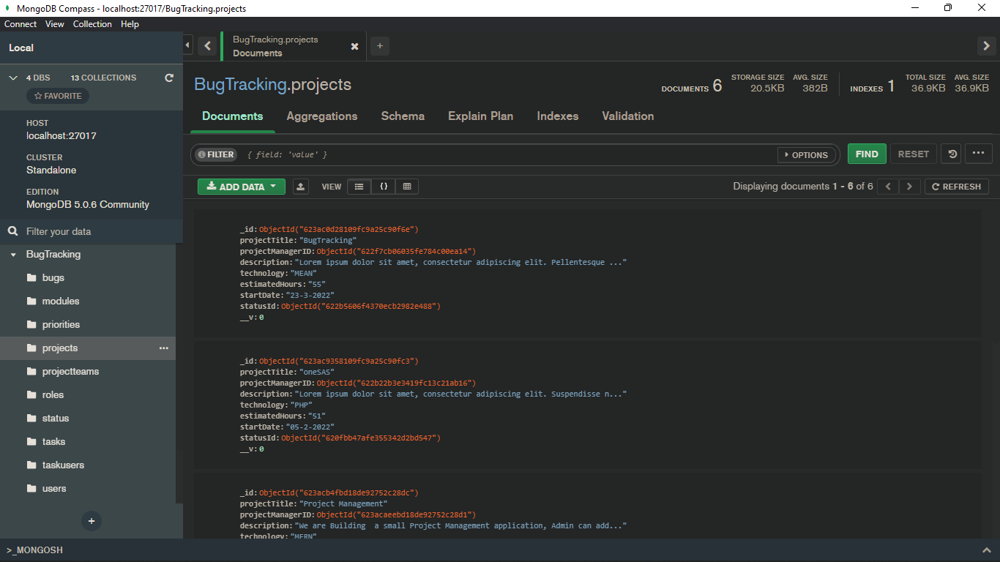 MongoDB Compass - localhost:27017/BugTracking.projects
Connect View Collection Help
Local
4 DBS 13 COLLECTIONS
FAVORITE
HOST
localhost:27017
CLUSTER
Standalone
EDITION
MongoDB 5.0.6 Community
Filter your data
BugTracking
bugs
modules
priorities
projects
projectteams
roles
status
tasks
taskusers
users
+
BugTracking.projects
Documents
+
BugTracking.projects
DOCUMENTS 6
STORAGE SIZE
20.5KB
AVG. SIZE
382B
INDEXES 1
TOTAL SIZE
36.9KB
AVG. SIZE
36.9KB
Documents Aggregations Schema Explain Plan Indexes Validation
FILTER { field: 'value' } OPTIONS FIND RESET ...
ADD DATA VIEW {} Displaying documents 1 - 6 of 6 REFRESH
_id: ObjectId("623ac0d28109fc9a25c90f6e")
projectTitle: "BugTracking"
projectManagerID: ObjectId("622f7cb06035fe784c00ea14")
description: "Lorem ipsum dolor sit amet, consectetur adipiscing elit. Pellentesque ..."
technology: "MEAN"
estimatedHours: "55"
startDate: "23-3-2022"
statusId: ObjectId("622b5606f4370ecb2982e488")
__v: 0
_id: ObjectId("623ac9358109fc9a25c90fc3")
projectTitle: "oneSAS"
projectManagerID: ObjectId("622b22b3e3419fc13c21ab16")
description: "Lorem ipsum dolor sit amet, consectetur adipiscing elit. Suspendisse n..."
technology: "PHP"
estimatedHours: "51"
startDate: "05-2-2022"
statusId: ObjectId("620fbb47afe355342d2bd547")
__v: 0
_id: ObjectId("623acb4fbd18de92752c28dc")
projectTitle: "Project Management"
projectManagerID: ObjectId("623acaeebd18de92752c28d1")
description: "We are Building  a small Project Management application, Admin can add..."
technology: "MERN"
>_MONGOSH